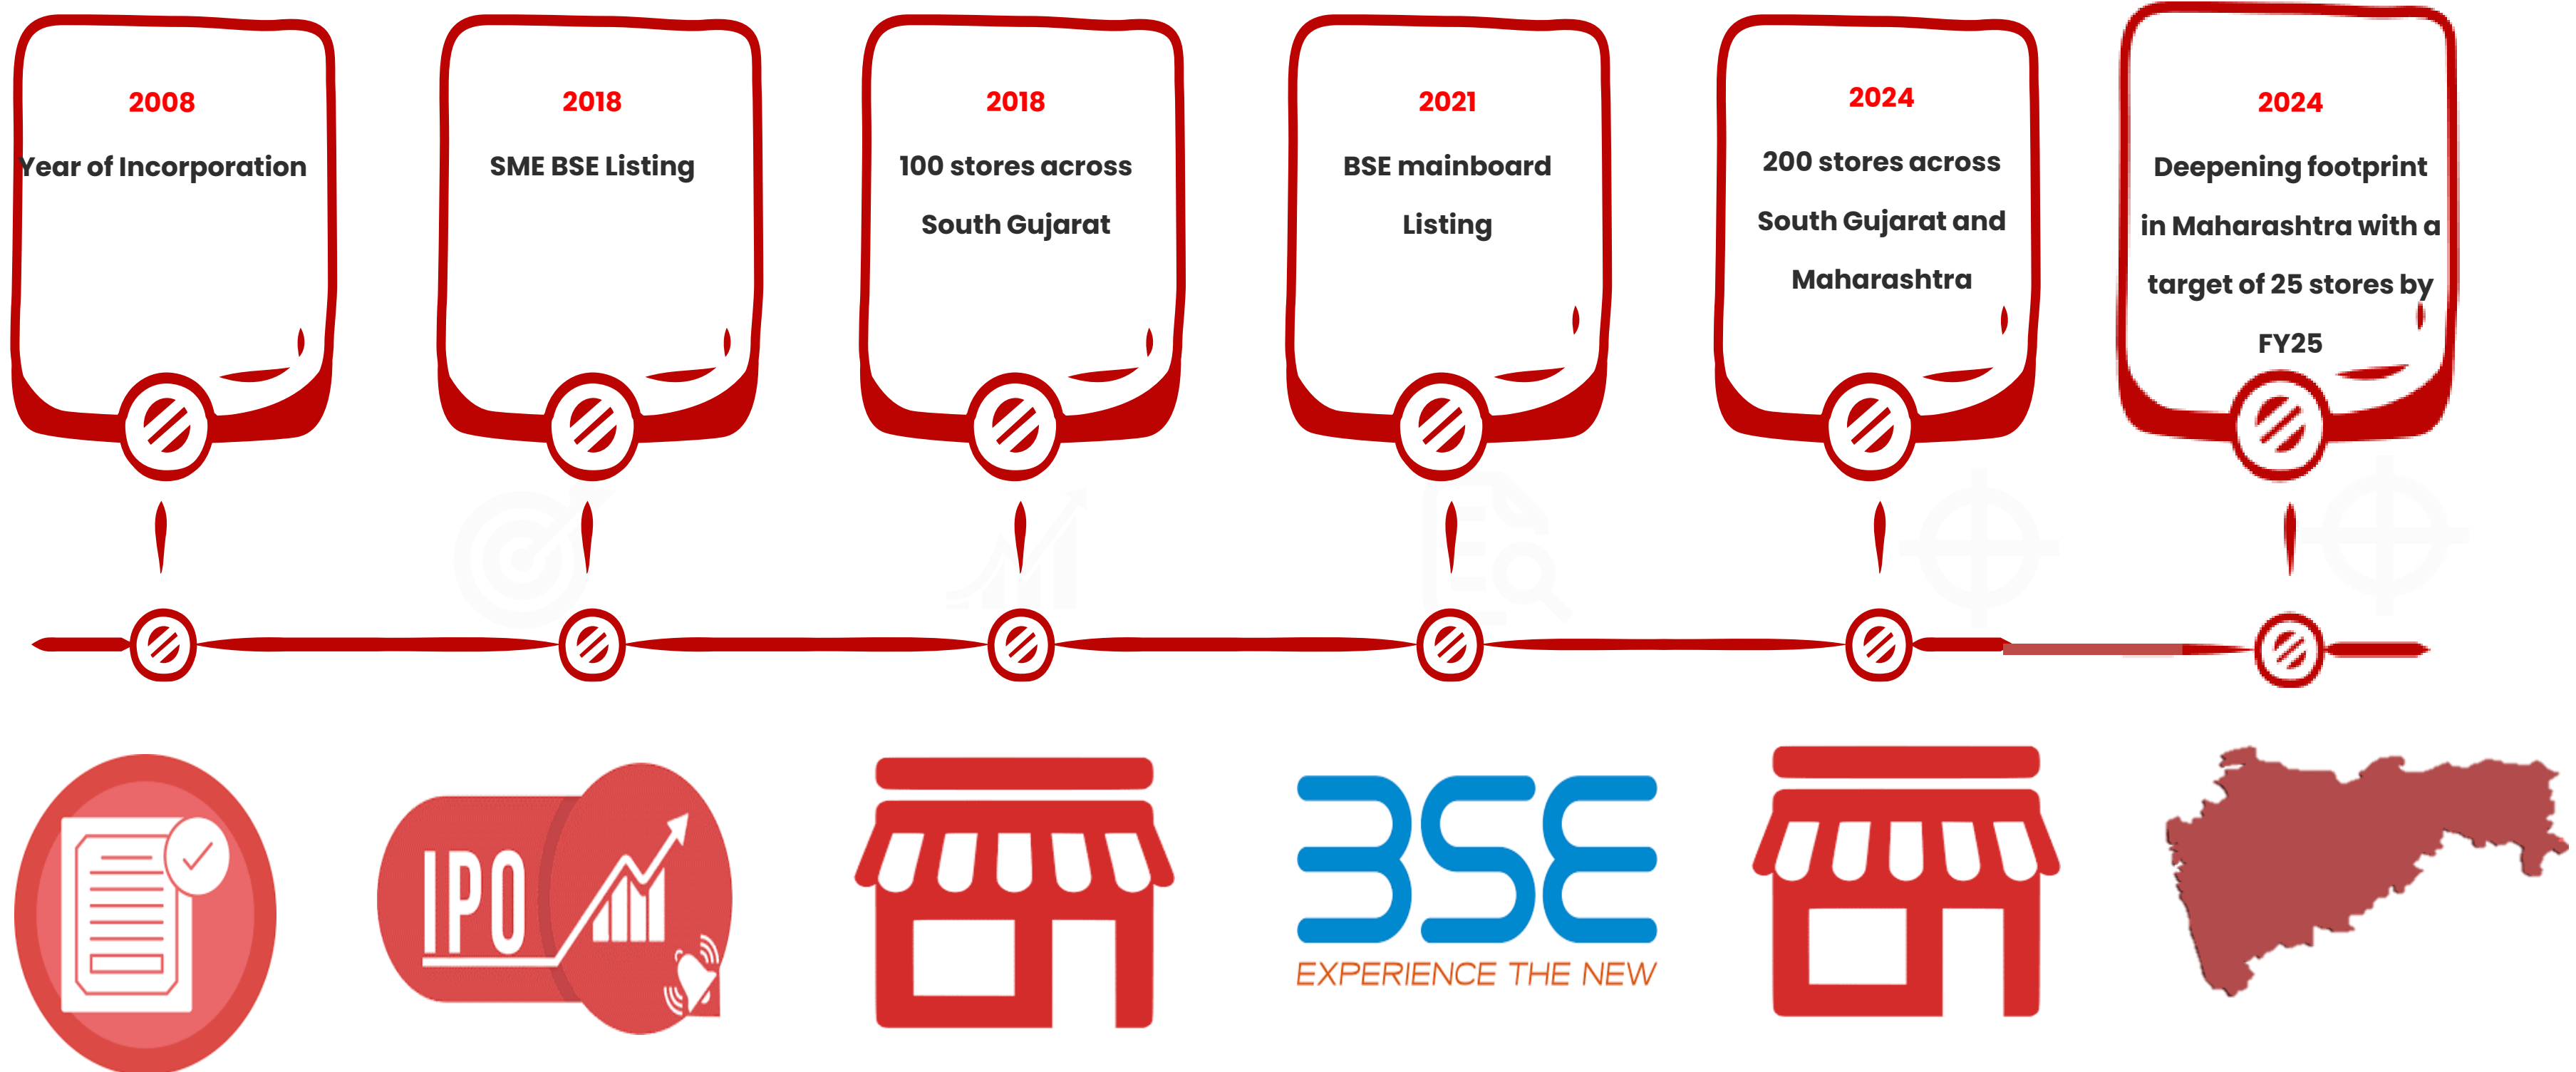 2008
Year of Incorporation
2018
SME BSE Listing
2018
100 stores across
South Gujarat
2021
BSE mainboard
Listing
2024
200 stores across
South Gujarat and
Maharashtra
2024
Deepening footprint
in Maharashtra with a
target of 25 stores by
FY25
IPO
BSE
EXPERIENCE THE NEW